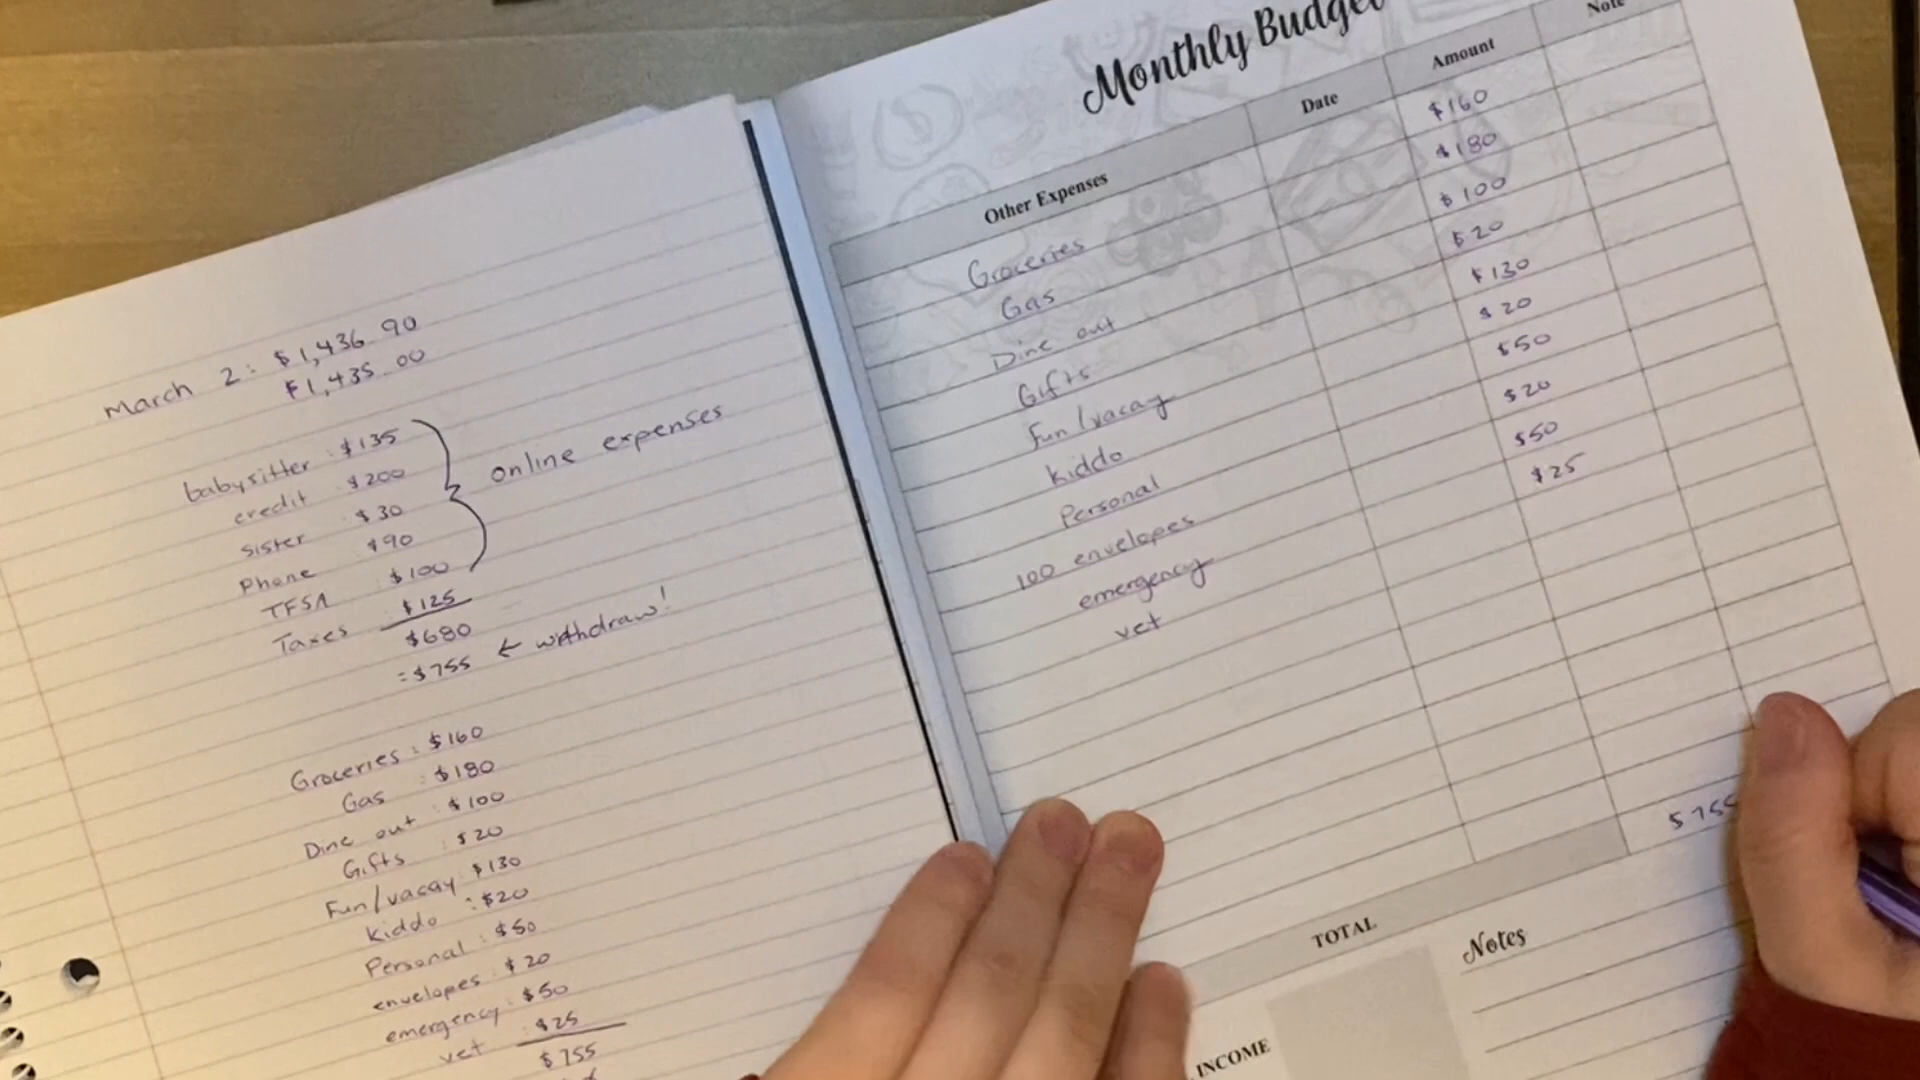 March 2: $1,436.90
$1,435.00
babysitter: $135
credit $200
sister $30
Phone $90
TFSA : $100
Taxes $125
online expenses
$680
= $755 ← withdraw!
Groceries: $160
Gas : $180
Dine out : $100
Gifts : $20
Fun/vacay: $130
Kiddo : $20
Personal : $50
envelopes: $20
emergency: $50
vet : $25
$755
Monthly Budget
Other Expenses Date Amount Note
Groceries $160
Gas $180
Dine out $100
Gifts $20
Fun/vacay $130
Kiddo $20
Personal $50
100 envelopes $20
emergency $50
vet $25
TOTAL $755
Notes
INCOME